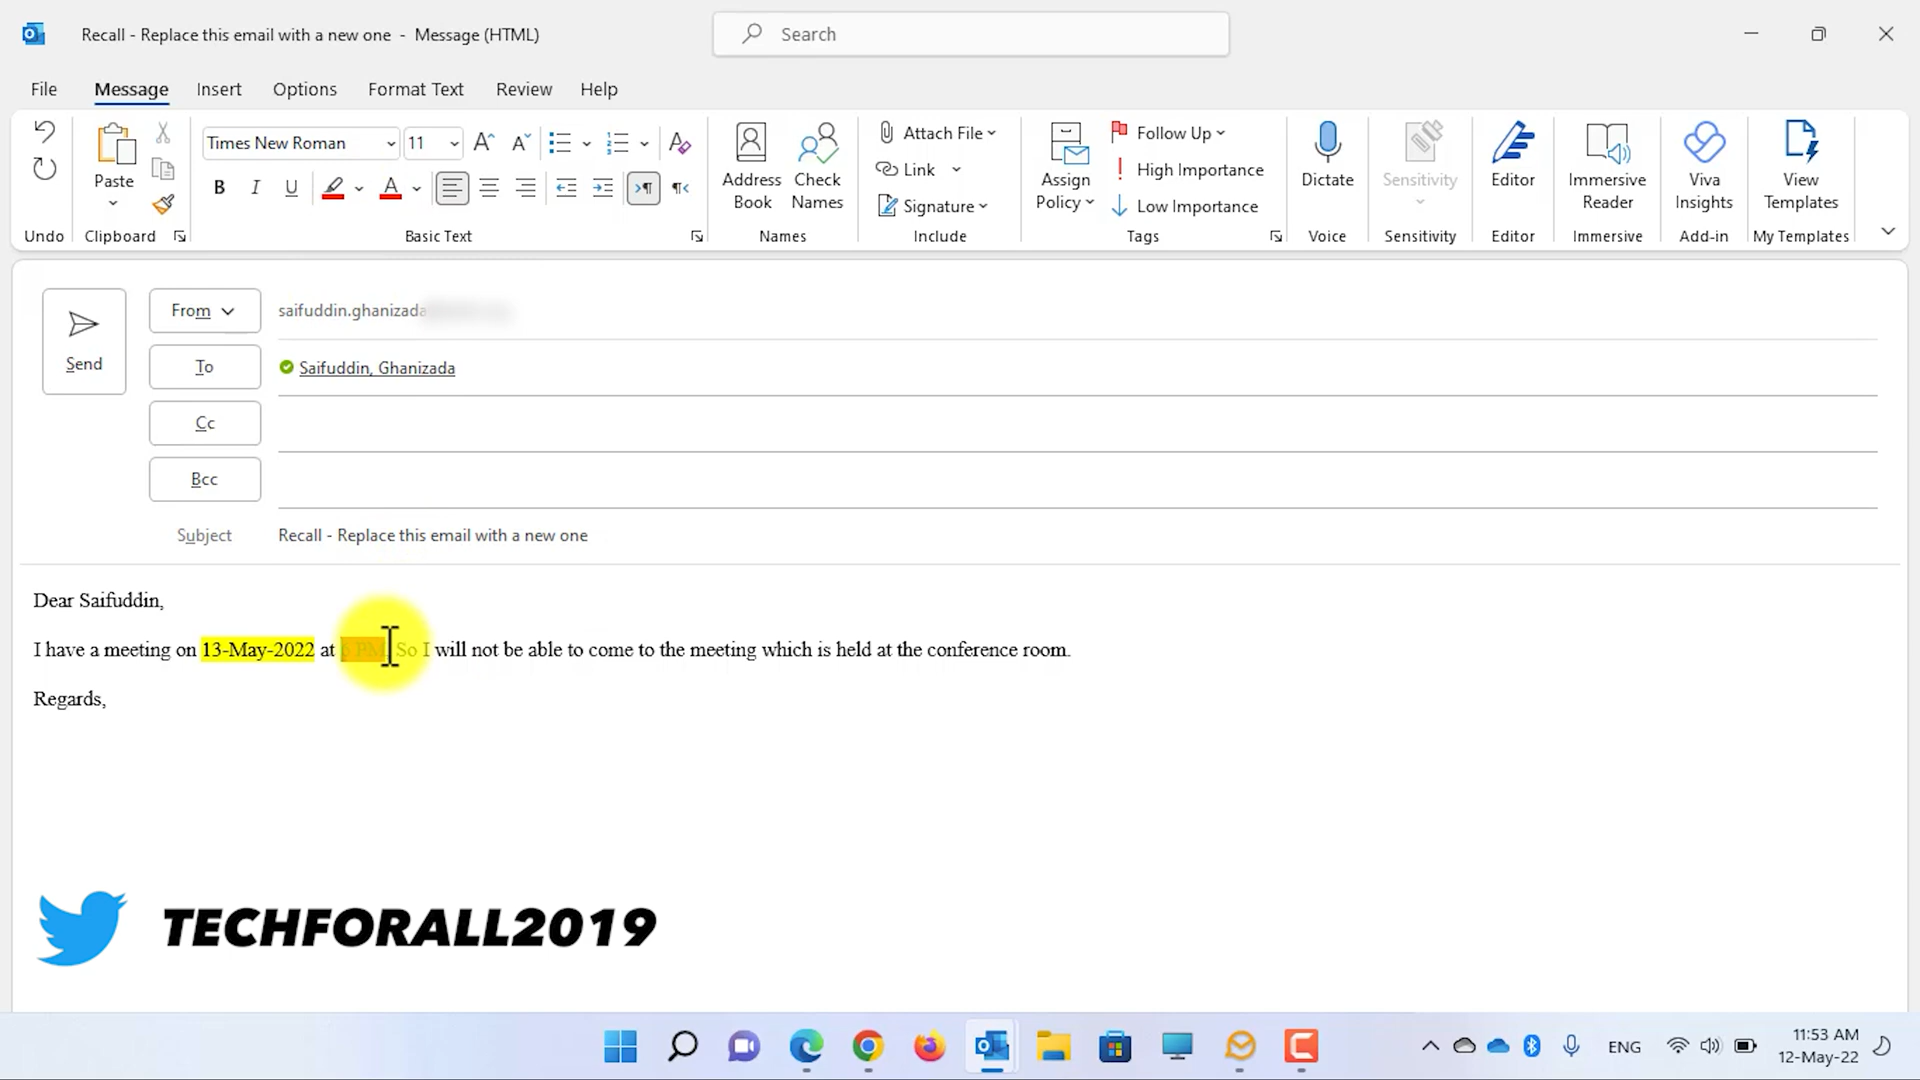 Recall - Replace this email with a new one - Message (HTML)
Search
File Message Insert Options Format Text Review Help
Times New Roman 11
Attach File
Follow Up
Paste
Address Book
Check Names
Link
Assign Policy
High Importance
Dictate
Sensitivity
Editor
Immersive Reader
Viva Insights
View Templates
B I U
Signature
Low Importance
Undo Clipboard Basic Text Names Include Tags Voice Sensitivity Editor Immersive Add-in My Templates
Send
From saifuddin.ghanizada
To Saifuddin, Ghanizada
Cc
Bcc
Subject Recall - Replace this email with a new one
Dear Saifuddin,
I have a meeting on 13-May-2022 at 6 PM. So I will not be able to come to the meeting which is held at the conference room.
Regards,
TECHFORALL2019
ENG
11:53 AM
12-May-22